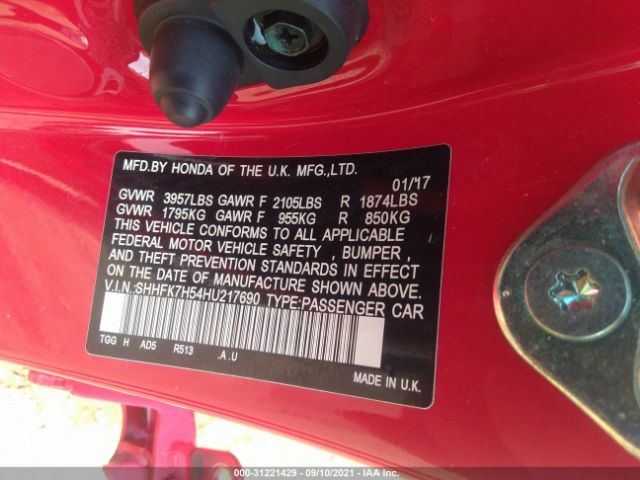 MFD.BY HONDA OF THE U.K. MFG.,LTD.
01/'17
GVWR 3957LBS GAWR F 2105LBS R 1874LBS
GVWR 1795KG GAWR F 955KG R 850KG
THIS VEHICLE CONFORMS TO ALL APPLICABLE
FEDERAL MOTOR VEHICLE SAFETY , BUMPER ,
AND THEFT PREVENTION STANDARDS IN EFFECT
ON THE DATE OF MANUFACTURE SHOWN ABOVE.
V.I.N:SHHFK7H54HU217690 TYPE:PASSENGER CAR
TGG H AD5 R513 .A.U
MADE IN U.K.
000-31221429 - 09/10/2021 - IAA Inc.